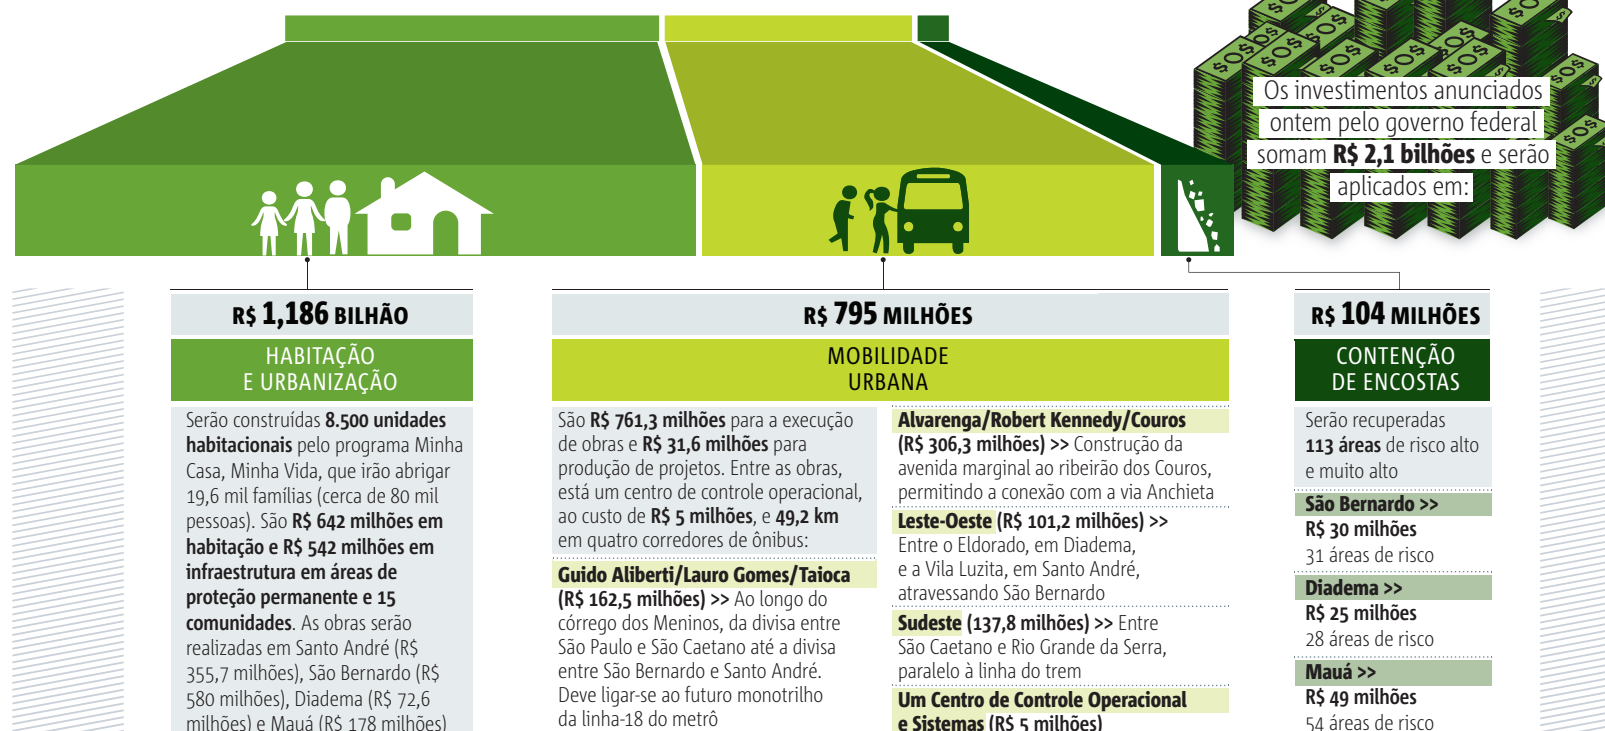 Os investimentos anunciados
ontem pelo governo federal
somam R$ 2,1 bilhões e serão
aplicados em:
R$ 1,186 BILHÃO
HABITAÇÃO
E URBANIZAÇÃO
Serão construídas 8.500 unidades
habitacionais pelo programa Minha
Casa, Minha Vida, que irão abrigar
19,6 mil famílias (cerca de 80 mil
pessoas). São R$ 642 milhões em
habitação e R$ 542 milhões em
infraestrutura em áreas de
proteção permanente e 15
comunidades. As obras serão
realizadas em Santo André (R$
355,7 milhões), São Bernardo (R$
580 milhões), Diadema (R$ 72,6
milhões) e Mauá (R$ 178 milhões)
R$ 795 MILHÕES
MOBILIDADE
URBANA
São R$ 761,3 milhões para a execução
de obras e R$ 31,6 milhões para
produção de projetos. Entre as obras,
está um centro de controle operacional,
ao custo de R$ 5 milhões, e 49,2 km
em quatro corredores de ônibus:
Guido Aliberti/Lauro Gomes/Taioca
(R$ 162,5 milhões) >> Ao longo do
córrego dos Meninos, da divisa entre
São Paulo e São Caetano até a divisa
entre São Bernardo e Santo André.
Deve ligar-se ao futuro monotrilho
da linha-18 do metrô
Alvarenga/Robert Kennedy/Couros
(R$ 306,3 milhões) >> Construção da
avenida marginal ao ribeirão dos Couros,
permitindo a conexão com a via Anchieta
Leste-Oeste (R$ 101,2 milhões) >>
Entre o Eldorado, em Diadema,
e a Vila Luzita, em Santo André,
atravessando São Bernardo
Sudeste (137,8 milhões) >> Entre
São Caetano e Rio Grande da Serra,
paralelo à linha do trem
Um Centro de Controle Operacional
e Sistemas (R$ 5 milhões)
R$ 104 MILHÕES
CONTENÇÃO
DE ENCOSTAS
Serão recuperadas
113 áreas de risco alto
e muito alto
São Bernardo >>
R$ 30 milhões
31 áreas de risco
Diadema >>
R$ 25 milhões
28 áreas de risco
Mauá >>
R$ 49 milhões
54 áreas de risco